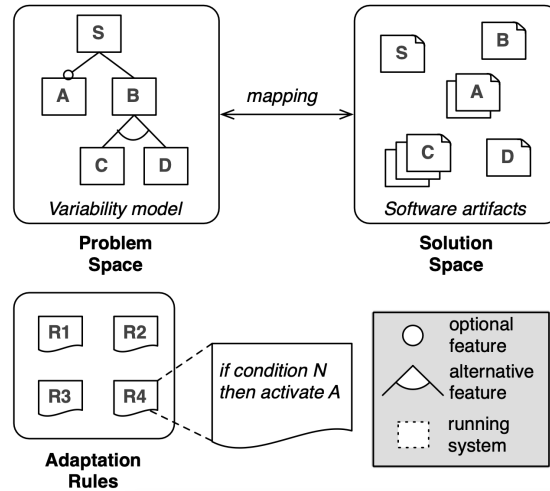 S
A
B
C
D
Variability model
Problem
Space
mapping
S
B
A
C
D
Software artifacts
Solution
Space
R1
R2
R3
R4
Adaptation
Rules
if condition N
then activate A
optional
feature
alternative
feature
running
system